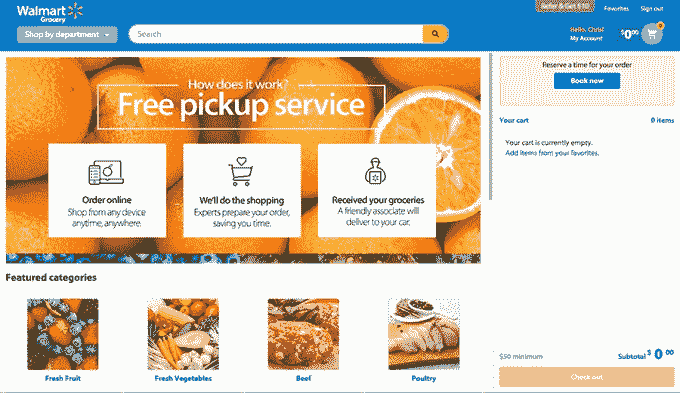 Walmart
Grocery
Refer & Get $10
Favorites
Sign out
Shop by department
Search
Hello, Chris!
My Account
$0.00
0
How does it work?
Free pickup service
Order online
Shop from any device
anytime, anywhere.
We'll do the shopping
Experts prepare your order,
saving you time.
Received your groceries
A friendly associate will
deliver to your car.
Reserve a time for your order
Book now
Your cart
0 items
Your cart is currently empty.
Add items from your favorites.
Featured categories
Fresh Fruit
Fresh Vegetables
Beef
Poultry
$50 minimum
Subtotal $0.00
Check out